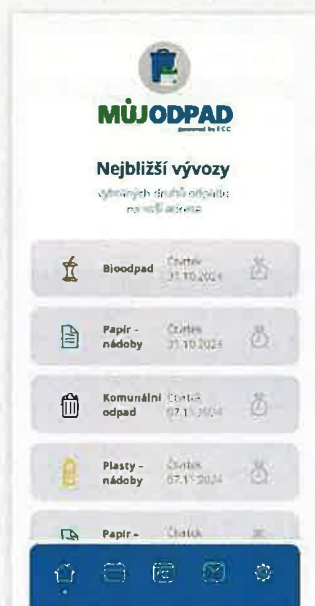 MŮJODPAD
powered by FCC
Nejbližší vývozy
vybraných druhů odpadu
na vaší adrese
Bioodpad
Čtvrtek
31.10.2024
Papír -
nádoby
Čtvrtek
31.10.2024
Komunální
odpad
Čtvrtek
07.11.2024
Plasty -
nádoby
Čtvrtek
07.11.2024
Papír -
Čtvrtek